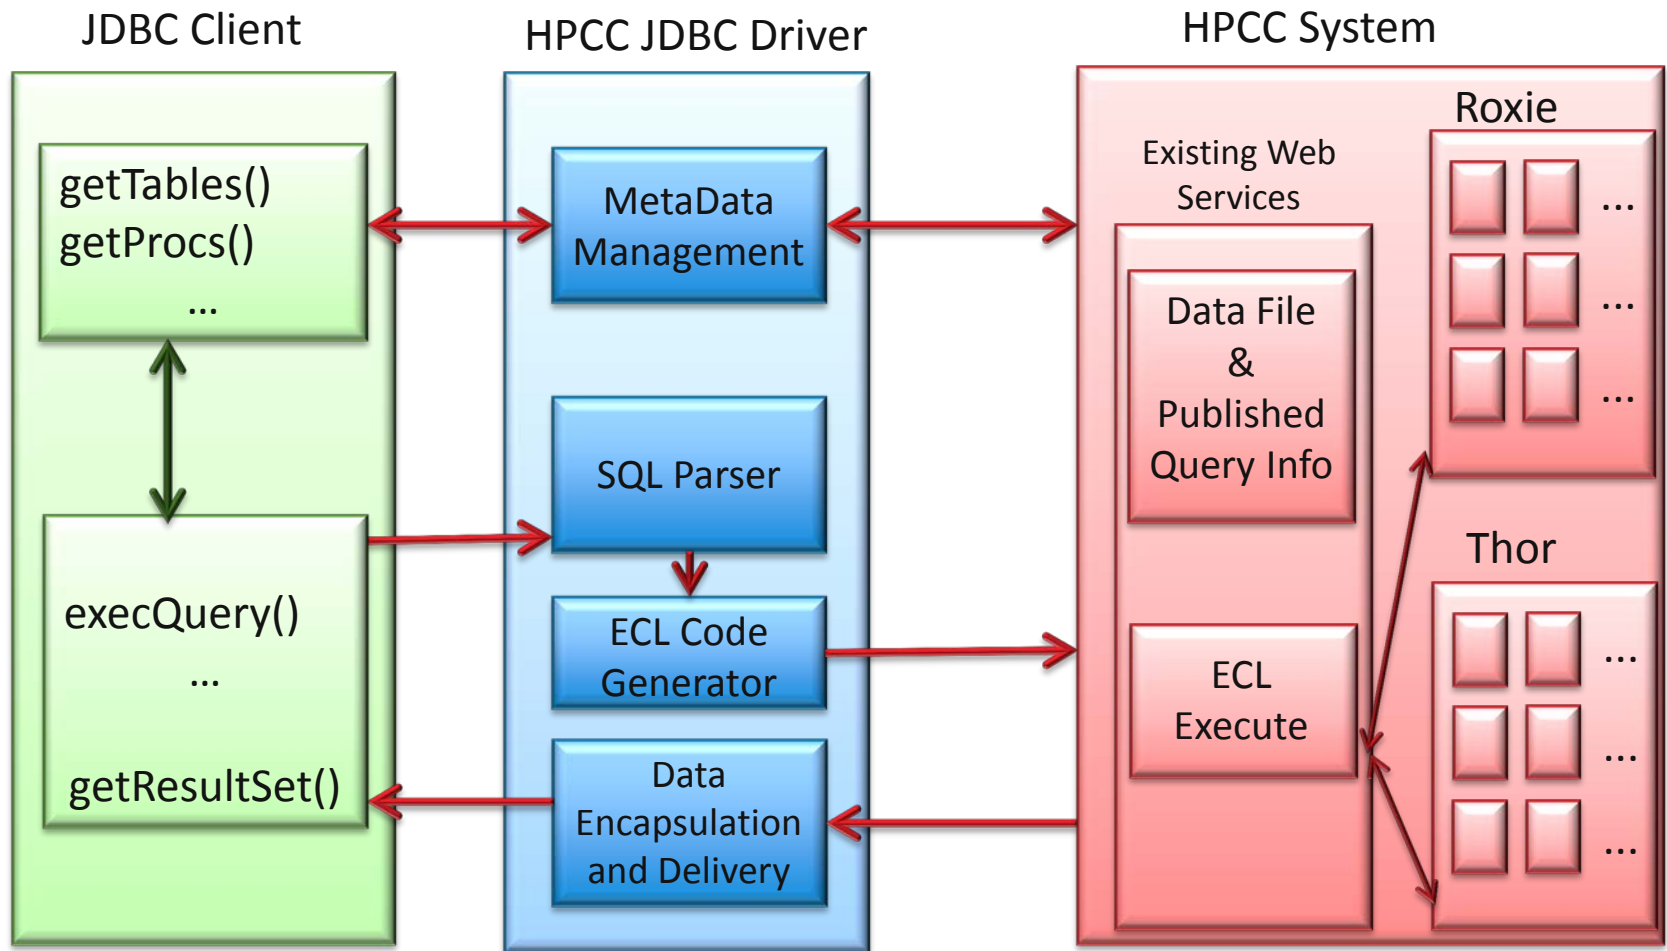 JDBC Client
getTables()
getProcs()
...
execQuery()
...
getResultSet()
HPCC JDBC Driver
MetaData
Management
SQL Parser
ECL Code
Generator
Data
Encapsulation
and Delivery
HPCC System
Existing Web
Services
Data File
&
Published
Query Info
ECL
Execute
Roxie
...
...
...
Thor
...
...
...